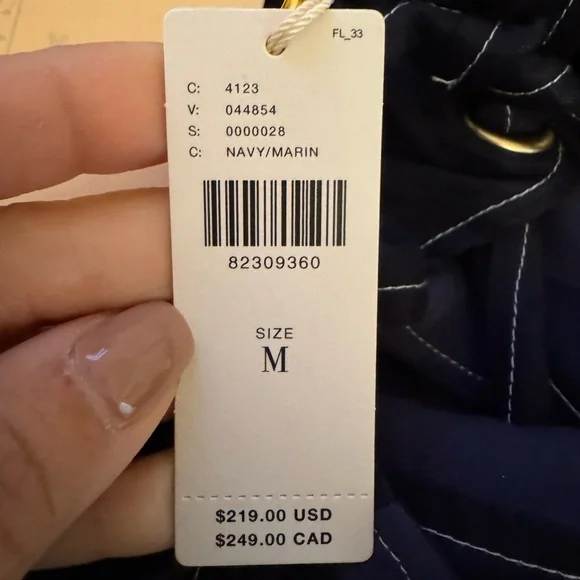 FL_33
C: 4123
V: 044854
S: 0000028
C: NAVY/MARIN
82309360
SIZE
M
$219.00 USD
$249.00 CAD